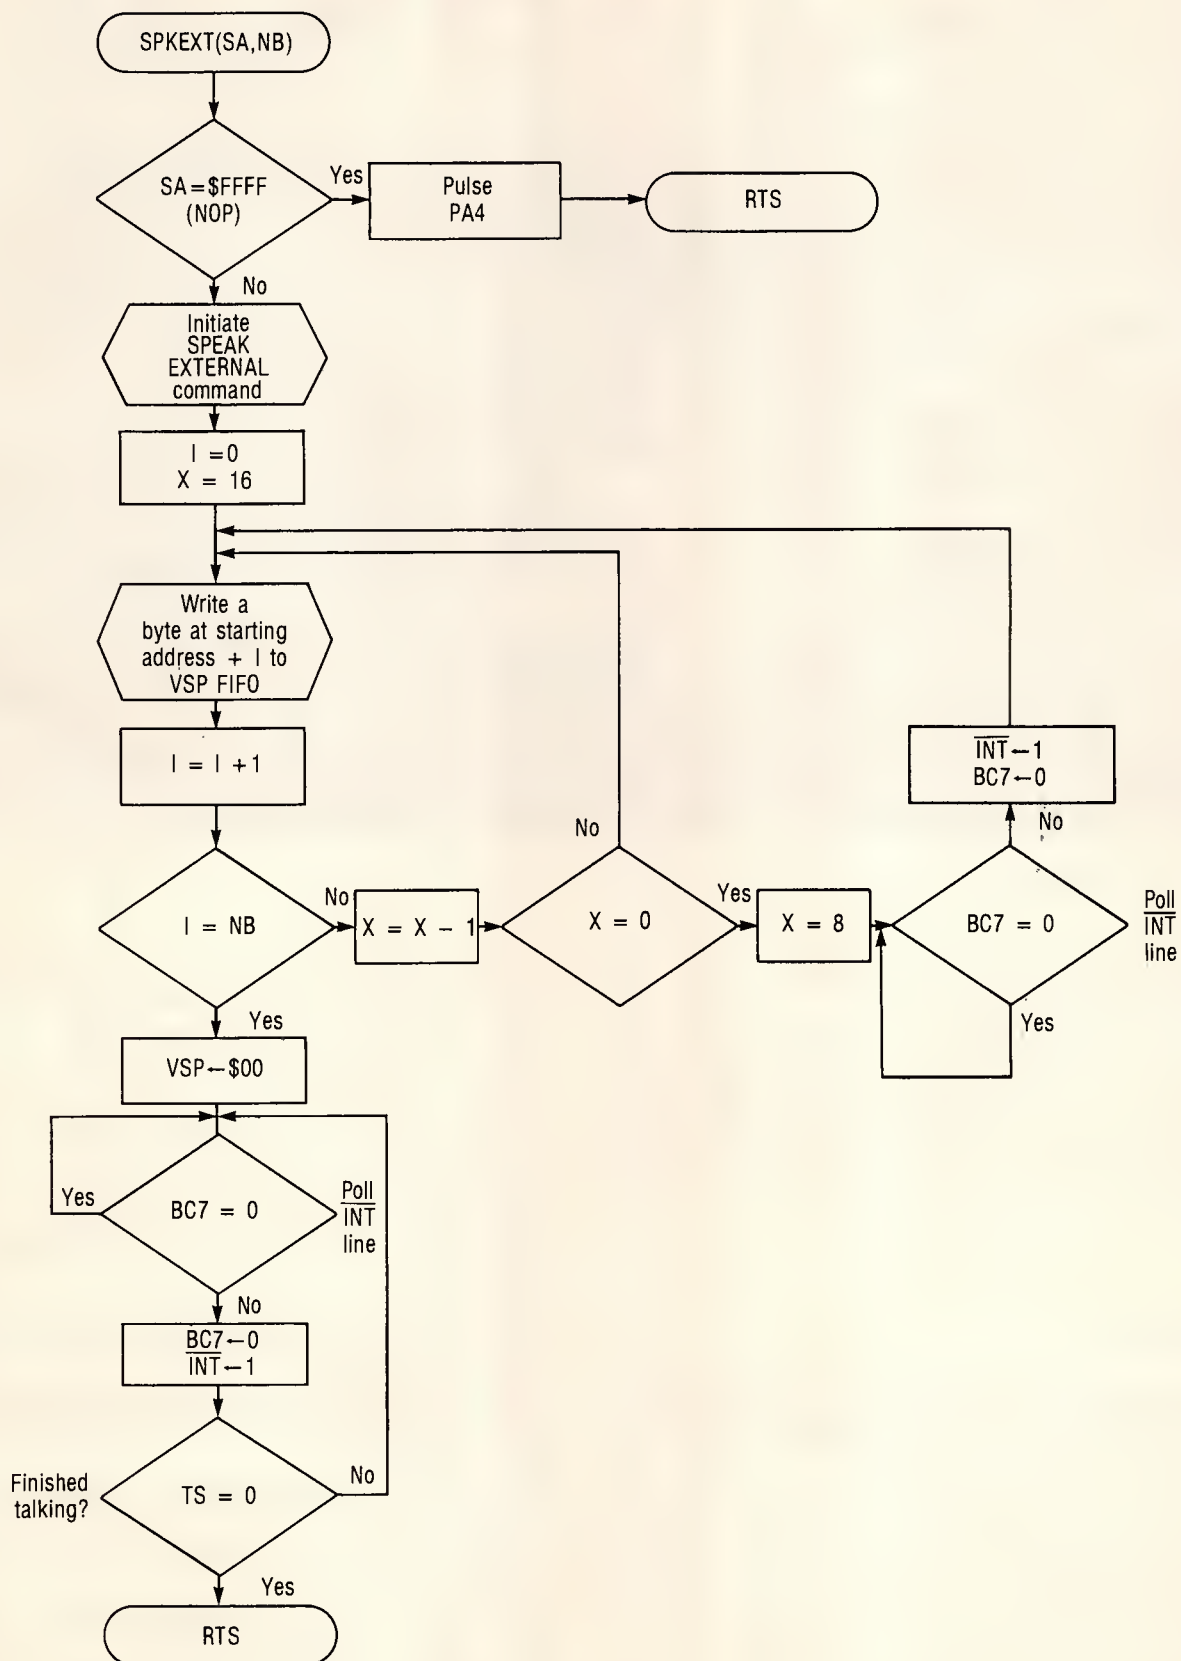 SPKEXT(SA,NB)
SA=$FFFF
(NOP)
Yes
Pulse
PA4
RTS
No
Initiate
SPEAK
EXTERNAL
command
I =0
X = 16
Write a
byte at starting
address + I to
VSP FIFO
I = I +1
INT←1
BC7←0
No
No
I = NB
No
X = X - 1
X = 0
Yes
X = 8
BC7 = 0
Poll
INT
line
Yes
Yes
VSP←$00
Yes
BC7 = 0
Poll
INT
line
No
BC7←0
INT←1
Finished
talking?
TS = 0
No
Yes
RTS